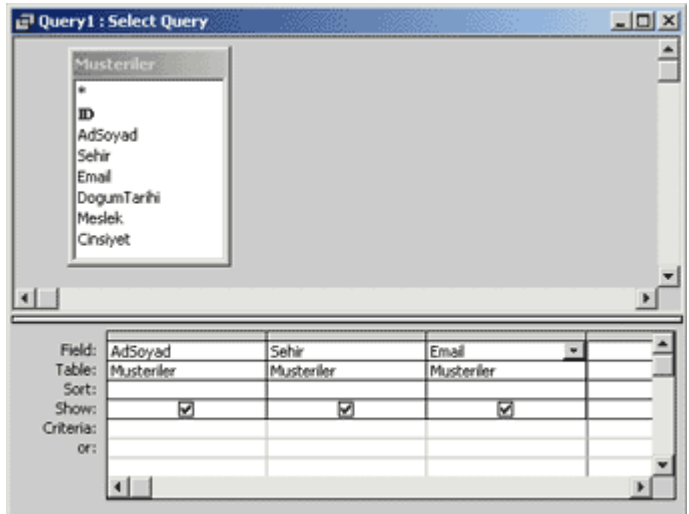 Query1 : Select Query
Musteriler
*
ID
AdSoyad
Sehir
Email
DogumTarihi
Meslek
Cinsiyet
Field: AdSoyad Sehir Email
Table: Musteriler Musteriler Musteriler
Sort:
Show:
Criteria:
or: